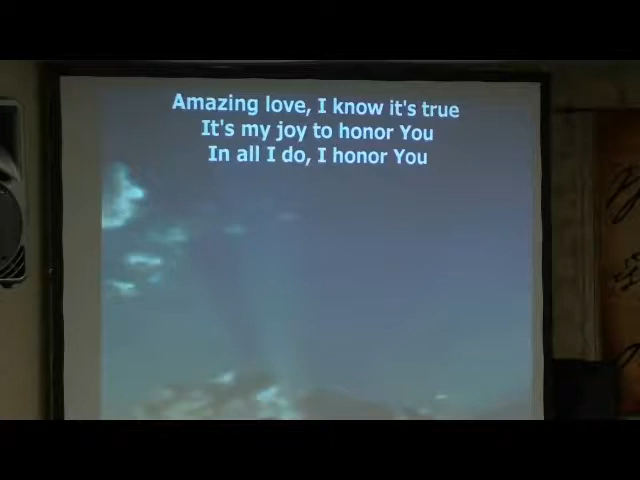 Amazing love, I know it's true
It's my joy to honor You
In all I do, I honor You